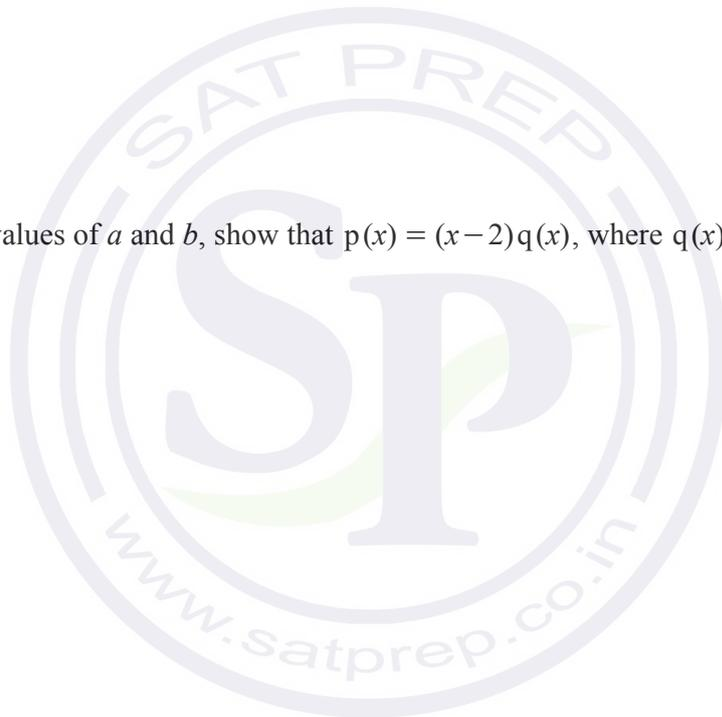 SAT PREP
values of a and b, show that p(x) = (x−2)q(x), where q(x)
SP
www.satprep.co.in